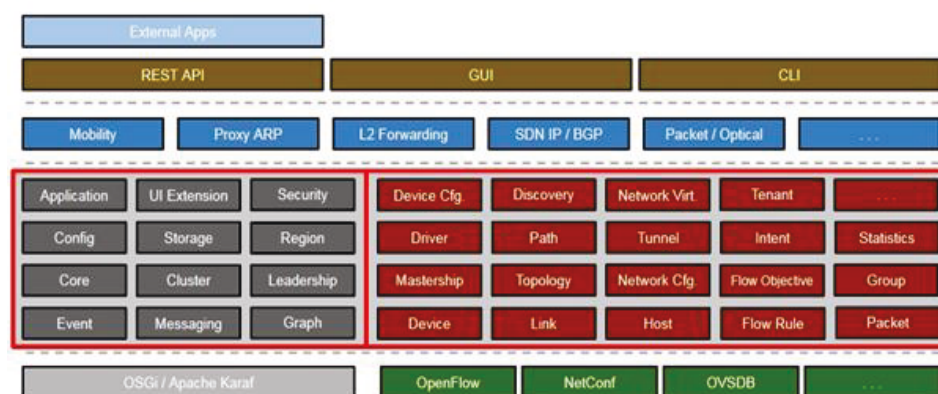 External Apps
REST API GUI CLI
Mobility Proxy ARP L2 Forwarding SDN IP / BGP Packet / Optical ...
Application UI Extension Security Device Cfg. Discovery Network Virt. Tenant ...
Config Storage Region Driver Path Tunnel Intent Statistics
Core Cluster Leadership Mastership Topology Network Cfg. Flow Objective Group
Event Messaging Graph Device Link Host Flow Rule Packet
OSGi / Apache Karaf OpenFlow NetConf OVSDB ...